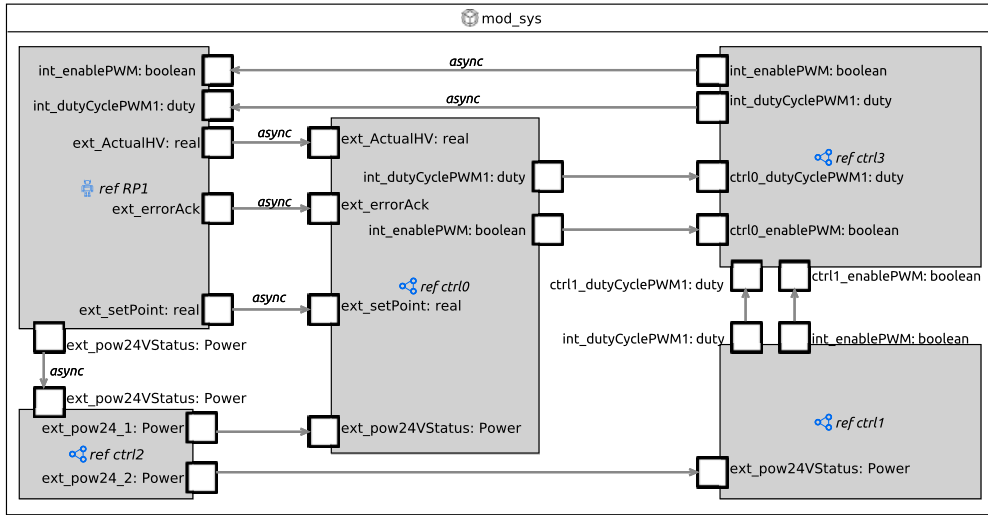 mod_sys
int_enablePWM: boolean
async
int_enablePWM: boolean
int_dutyCyclePWM1: duty
async
int_dutyCyclePWM1: duty
ext_ActualHV: real
async
ext_ActualHV: real
ref RP1
ref ctrl3
int_dutyCyclePWM1: duty
ctrl0_dutyCyclePWM1: duty
ext_errorAck
async
ext_errorAck
int_enablePWM: boolean
ctrl0_enablePWM: boolean
ctrl1_dutyCyclePWM1: duty
ctrl1_enablePWM: boolean
ref ctrl0
ext_setPoint: real
async
ext_setPoint: real
ext_pow24VStatus: Power
int_dutyCyclePWM1: duty
int_enablePWM: boolean
async
ext_pow24VStatus: Power
ext_pow24_1: Power
ext_pow24VStatus: Power
ref ctrl1
ref ctrl2
ext_pow24_2: Power
ext_pow24VStatus: Power